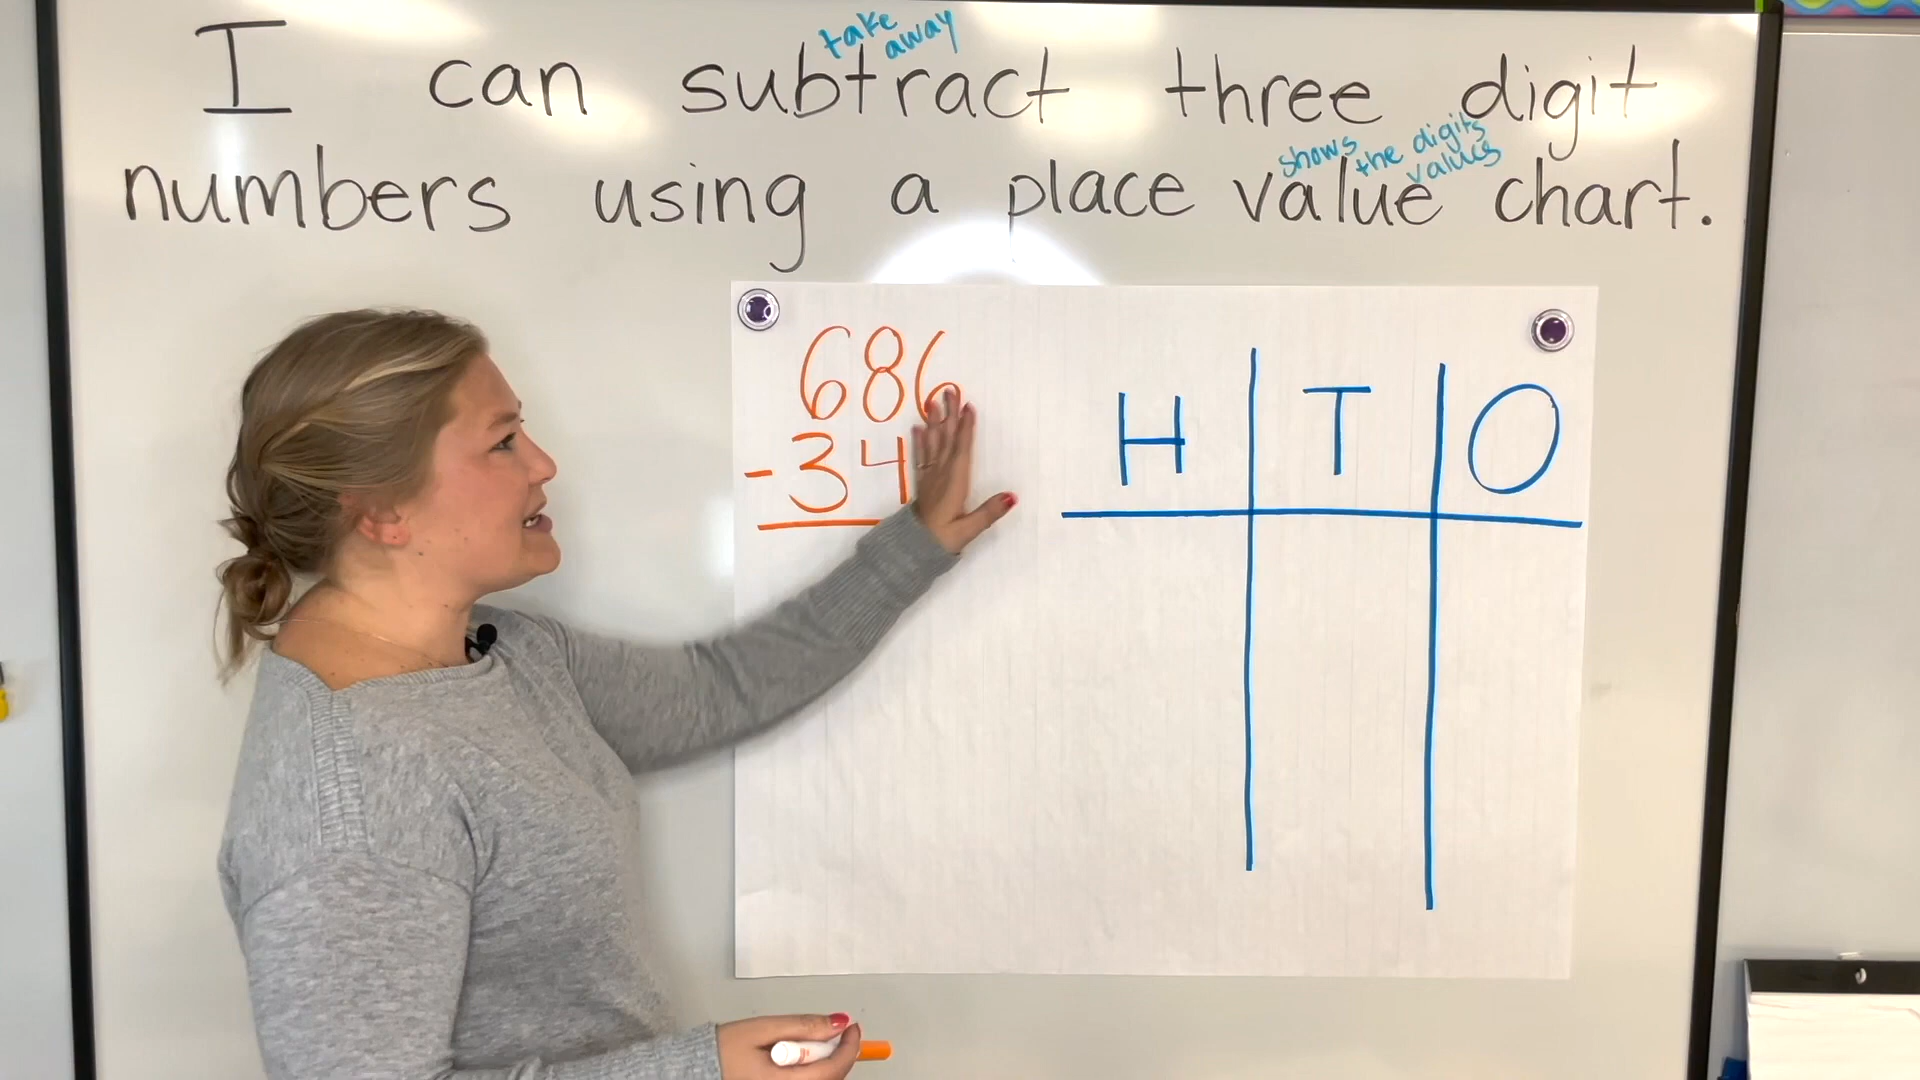 I can subtract three digit
take away
numbers using a place value chart.
shows the digits values
686
-34
H T O